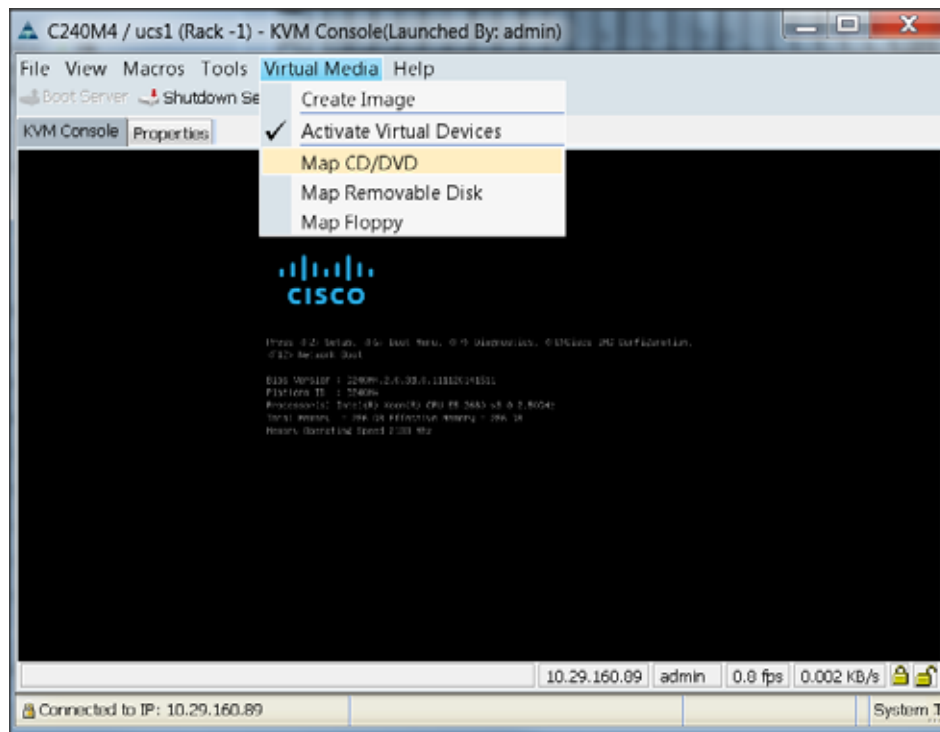 C240M4 / ucs1 (Rack -1) - KVM Console(Launched By: admin)
File View Macros Tools Virtual Media Help
Boot Server Shutdown Se
Create Image
KVM Console Properties
Activate Virtual Devices
Map CD/DVD
Map Removable Disk
Map Floppy
CISCO
10.29.160.89 admin 0.8 fps 0.002 KB/s
Connected to IP: 10.29.160.89
System T